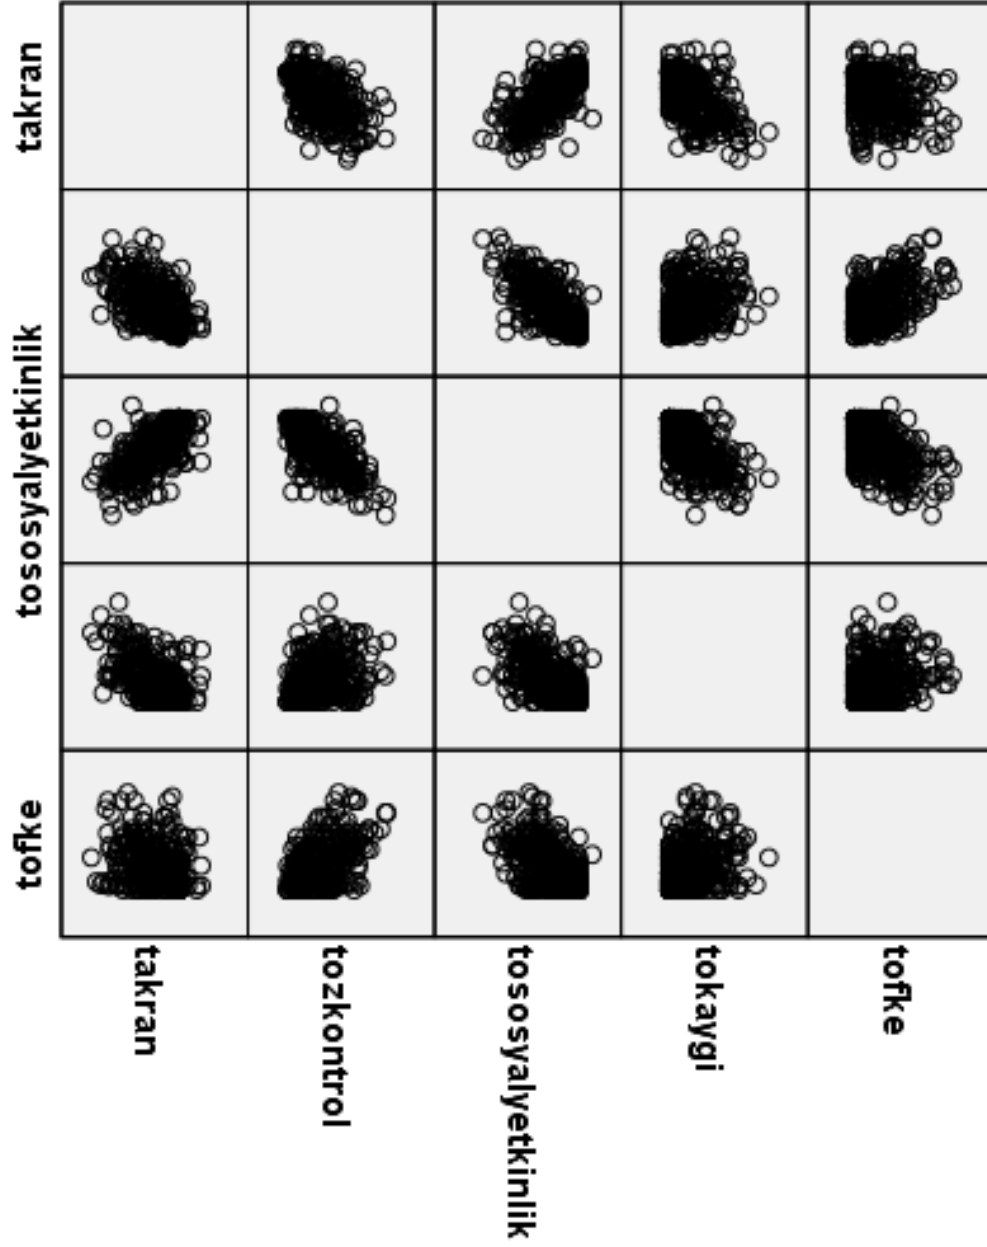 takran
tososyalyetkinlik
tofke
takran
tozkontrol
tososyalyetkinlik
tokaygi
tofke